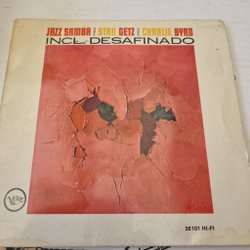 JAZZ SAMBA STAN GETZ CHARLIE BYRD
INCL. DESAFINADO
Verve
26101 HI-FI